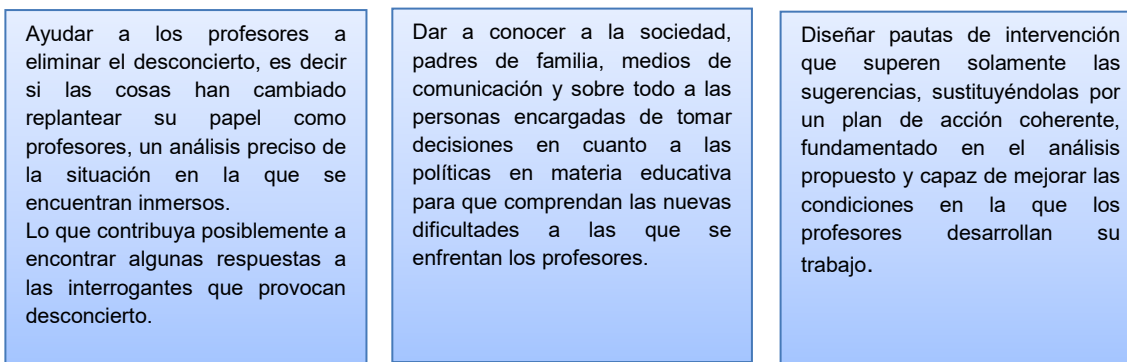 Ayudar a los profesores a
eliminar el desconcierto, es decir
si las cosas han cambiado
replantear su papel como
profesores, un análisis preciso de
la situación en la que se
encuentran inmersos.
Lo que contribuya posiblemente a
encontrar algunas respuestas a
las interrogantes que provocan
desconcierto.
Dar a conocer a la sociedad,
padres de familia, medios de
comunicación y sobre todo a las
personas encargadas de tomar
decisiones en cuanto a las
políticas en materia educativa
para que comprendan las nuevas
dificultades a las que se
enfrentan los profesores.
Diseñar pautas de intervención
que superen solamente las
sugerencias, sustituyéndolas por
un plan de acción coherente,
fundamentado en el análisis
propuesto y capaz de mejorar las
condiciones en la que los
profesores desarrollan su
trabajo.